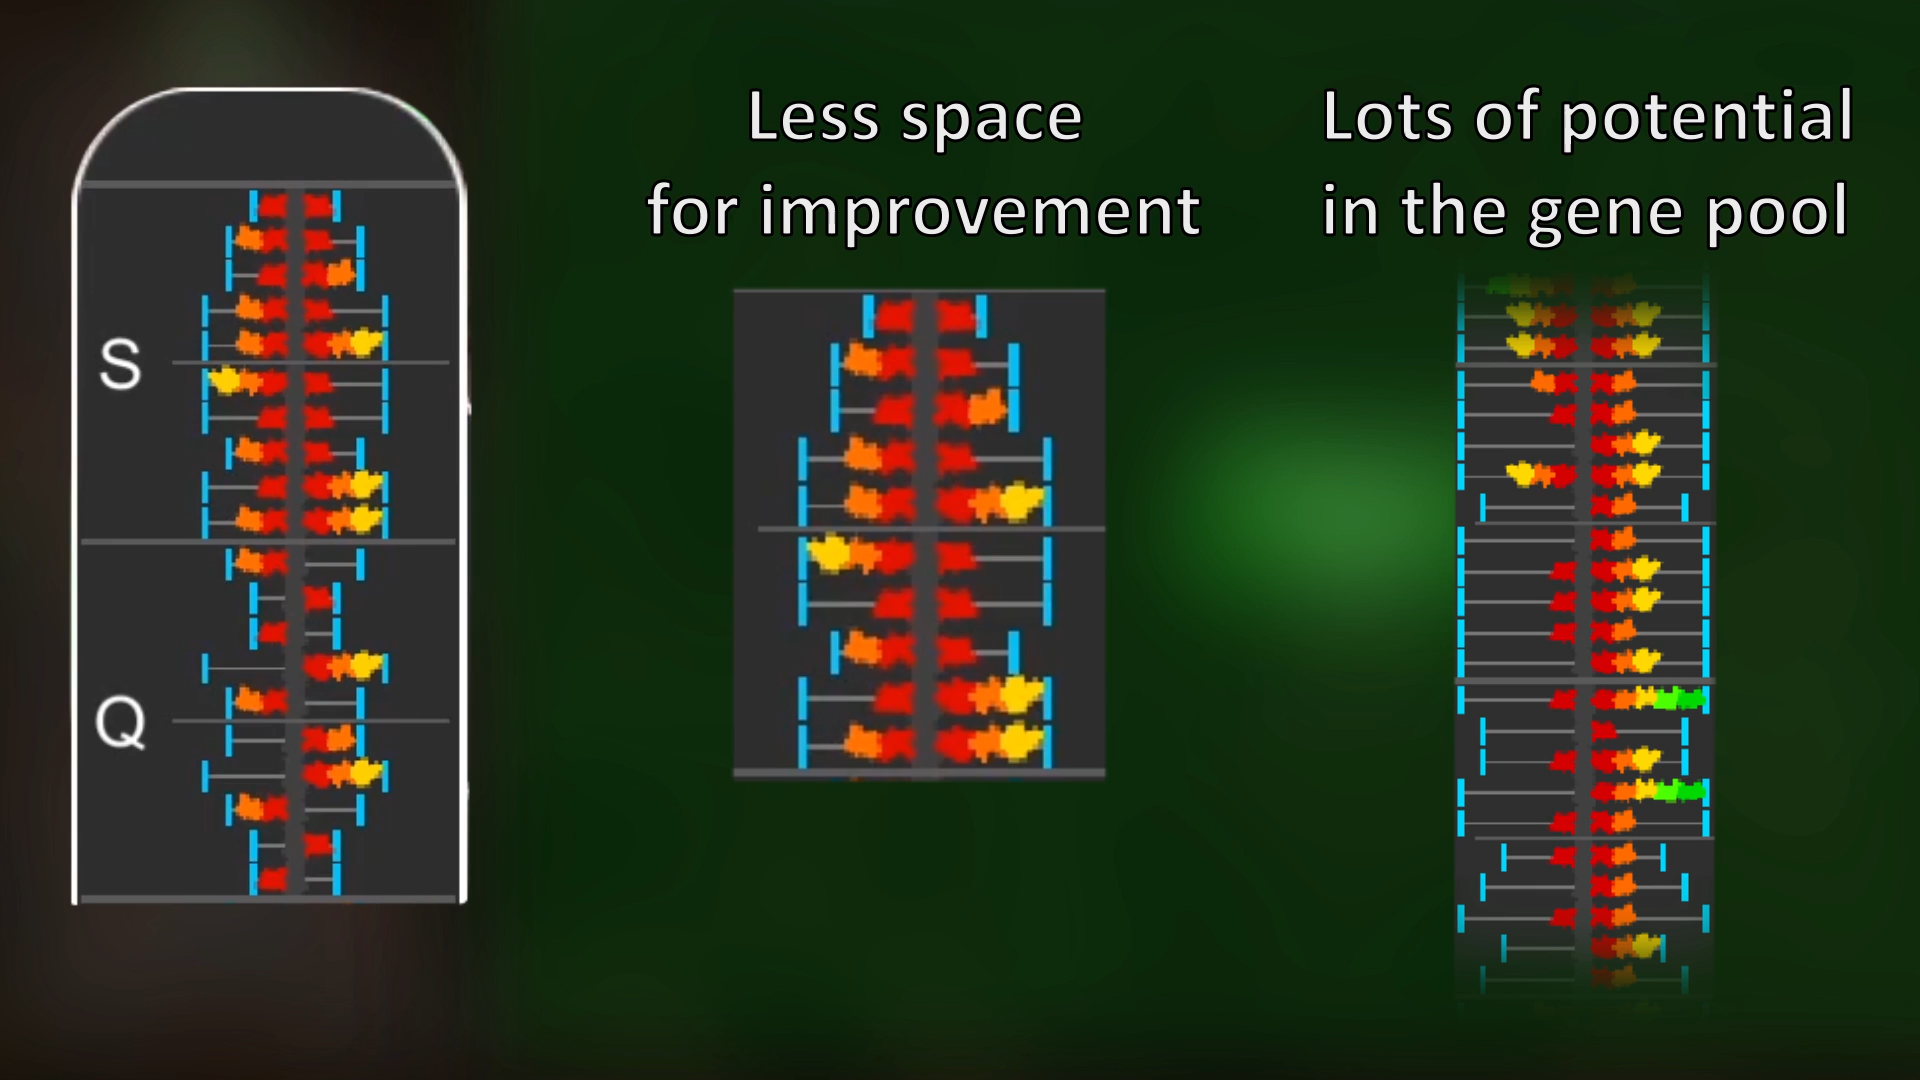 S
Q
Less space
for improvement
Lots of potential
in the gene pool